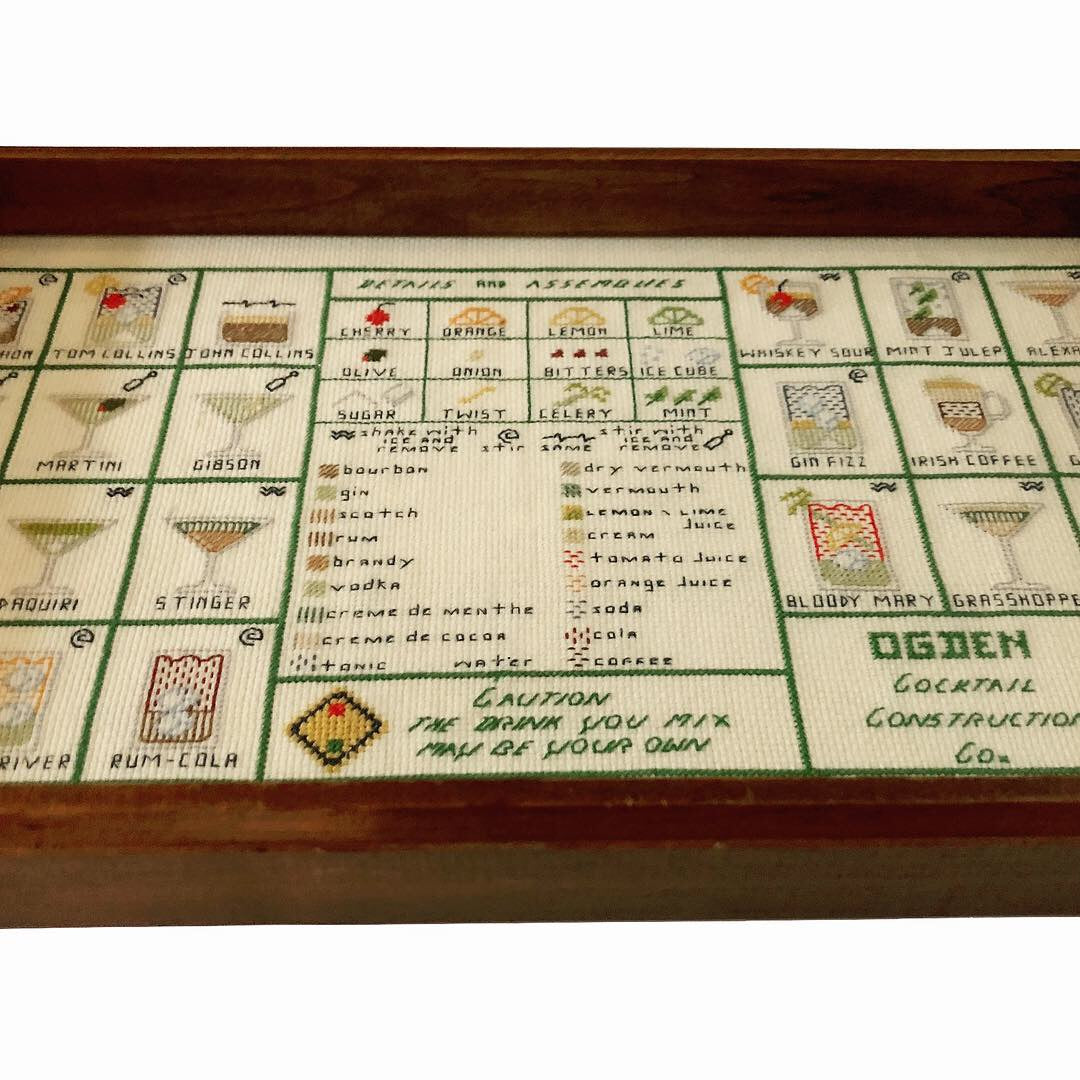 DETAILS AND ASSEMBLIES
TOM COLLINS
JOHN COLLINS
CHERRY
ORANGE
LEMON
LIME
WHISKEY SOUR
MINT JULEP
OLIVE
ONION
BITTERS
ICE CUBE
SUGAR
TWIST
CELERY
MINT
MARTINI
GIBSON
GIN FIZZ
IRISH COFFEE
shake with
ice and
remove
stir
same
stir with
ice and
remove
bourbon
gin
scotch
rum
brandy
vodka
creme de menthe
creme de cocoa
tonic water
dry vermouth
vermouth
LEMON \ LIME
Juice
cream
tomato Juice
orange Juice
soda
cola
COFFEE
DAQUIRI
STINGER
BLOODY MARY
GRASSHOPPE
RIVER
RUM-COLA
CAUTION
THE DRINK YOU MIX
MAY BE YOUR OWN
OGDEN
COCKTAIL
CONSTRUCTION
CO.